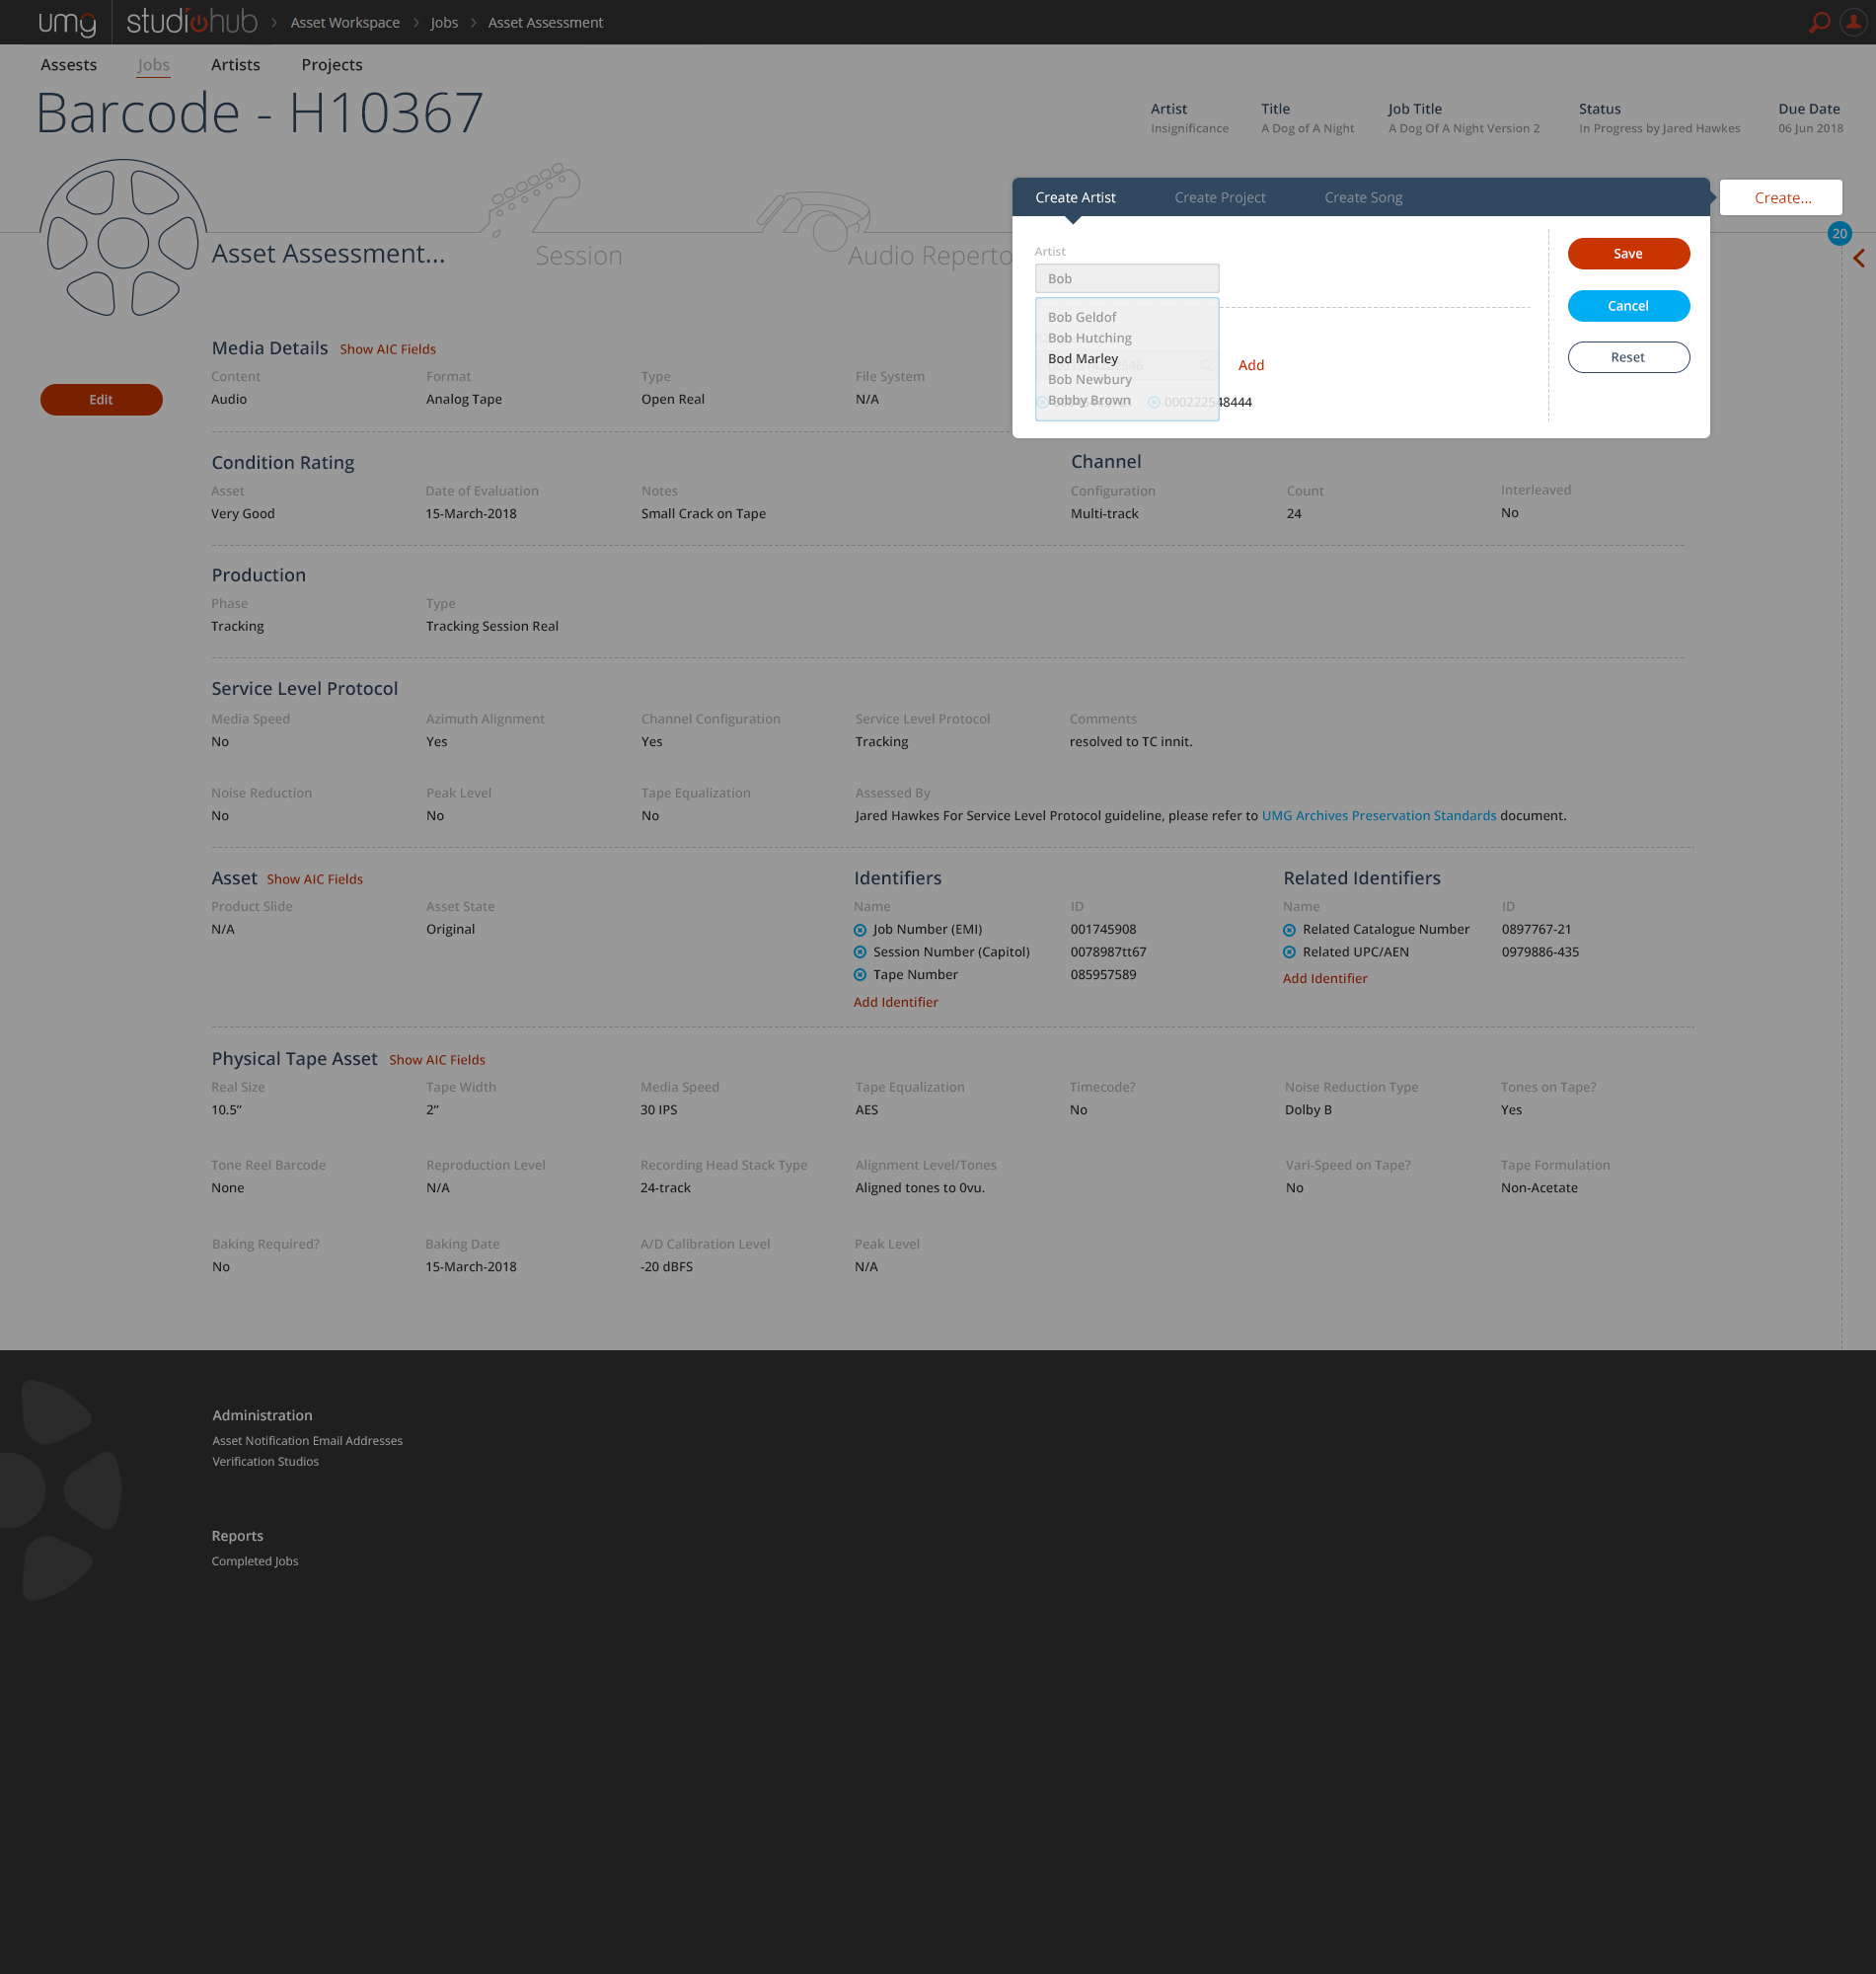 umg studiohub > Asset Workspace > Jobs > Asset Assessment
Assests Jobs Artists Projects
Barcode - H10367
Artist Title Job Title Status Due Date
Insignificance A Dog of A Night A Dog Of A Night Version 2 In Progress by Jared Hawkes 06 Jun 2018
Create Artist Create Project Create Song
Create...
20
Asset Assessment... Session Audio Reperto
Artist
Bob
Bob Geldof
Bob Hutching
Bod Marley
Bob Newbury
Bobby Brown
Add
000222548444
Save
Cancel
Reset
Edit
Media Details Show AIC Fields
Content Format Type File System
Audio Analog Tape Open Real N/A
Condition Rating Channel
Asset Date of Evaluation Notes Configuration Count Interleaved
Very Good 15-March-2018 Small Crack on Tape Multi-track 24 No
Production
Phase Type
Tracking Tracking Session Real
Service Level Protocol
Media Speed Azimuth Alignment Channel Configuration Service Level Protocol Comments
No Yes Yes Tracking resolved to TC innit.
Noise Reduction Peak Level Tape Equalization Assessed By
No No No Jared Hawkes For Service Level Protocol guideline, please refer to UMG Archives Preservation Standards document.
Asset Show AIC Fields Identifiers Related Identifiers
Product Slide Asset State Name ID Name ID
N/A Original Job Number (EMI) 001745908 Related Catalogue Number 0897767-21
Session Number (Capitol) 0078987tt67 Related UPC/AEN 0979886-435
Tape Number 085957589 Add Identifier
Add Identifier
Physical Tape Asset Show AIC Fields
Real Size Tape Width Media Speed Tape Equalization Timecode? Noise Reduction Type Tones on Tape?
10.5" 2" 30 IPS AES No Dolby B Yes
Tone Reel Barcode Reproduction Level Recording Head Stack Type Alignment Level/Tones Vari-Speed on Tape? Tape Formulation
None N/A 24-track Aligned tones to 0vu. No Non-Acetate
Baking Required? Baking Date A/D Calibration Level Peak Level
No 15-March-2018 -20 dBFS N/A
Administration
Asset Notification Email Addresses
Verification Studios
Reports
Completed Jobs